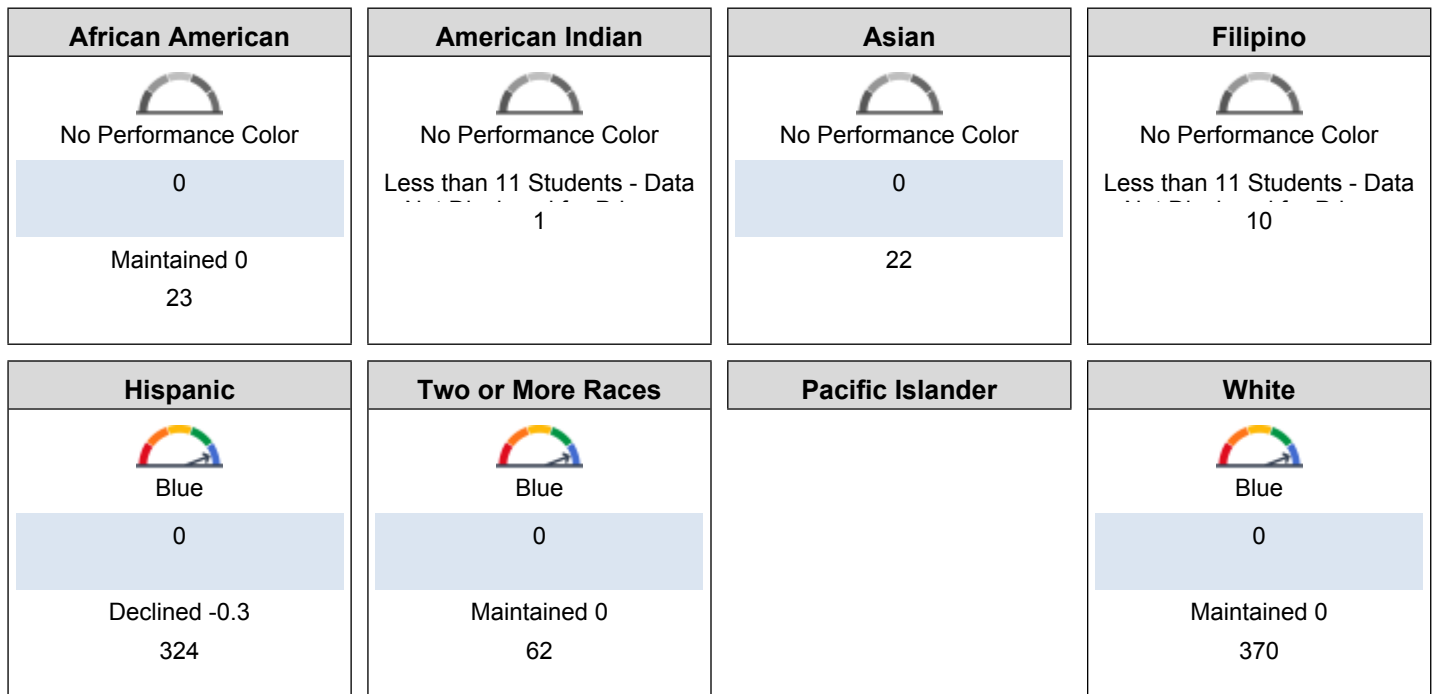 African American
No Performance Color
0
Maintained 0
23
American Indian
No Performance Color
Less than 11 Students - Data
1
Asian
No Performance Color
0
22
Filipino
No Performance Color
Less than 11 Students - Data
10
Hispanic
Blue
0
Declined -0.3
324
Two or More Races
Blue
0
Maintained 0
62
Pacific Islander
White
Blue
0
Maintained 0
370